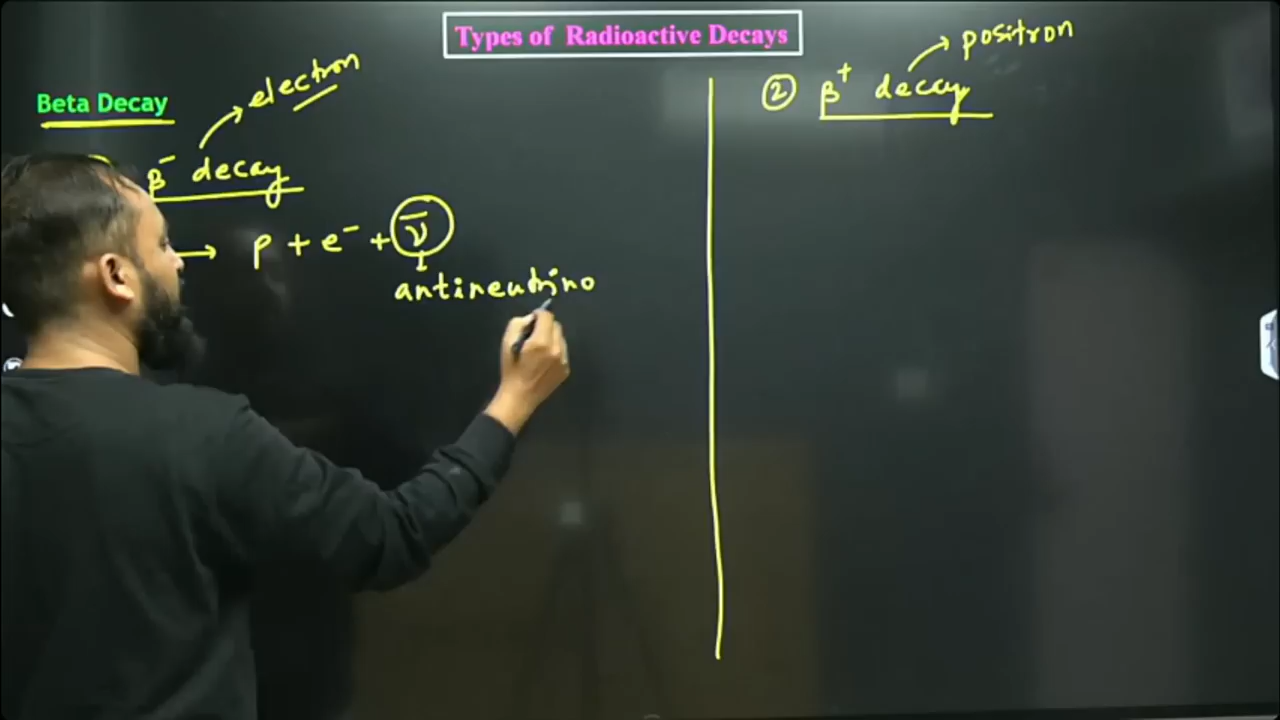 Types of Radioactive Decays
Beta Decay
electron
β⁻ decay
→ p + e⁻ + ν̄
antineutrino
② β⁺ decay
positron